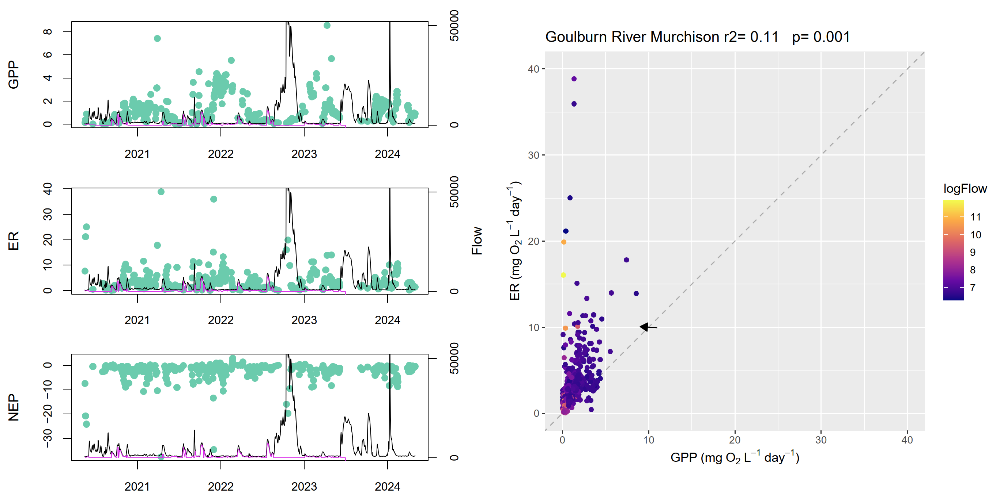 GPP
0 2 4 6 8
0 50000
2021 2022 2023 2024
ER
0 10 20 30 40
0 50000
2021 2022 2023 2024
NEP
−30 −20 −10 0
0 50000
2021 2022 2023 2024
Flow
Goulburn River Murchison r2= 0.11 p= 0.001
ER (mg O₂ L⁻¹ day⁻¹)
40
30
20
10
0
0 10 20 30 40
GPP (mg O₂ L⁻¹ day⁻¹)
logFlow
11
10
9
8
7